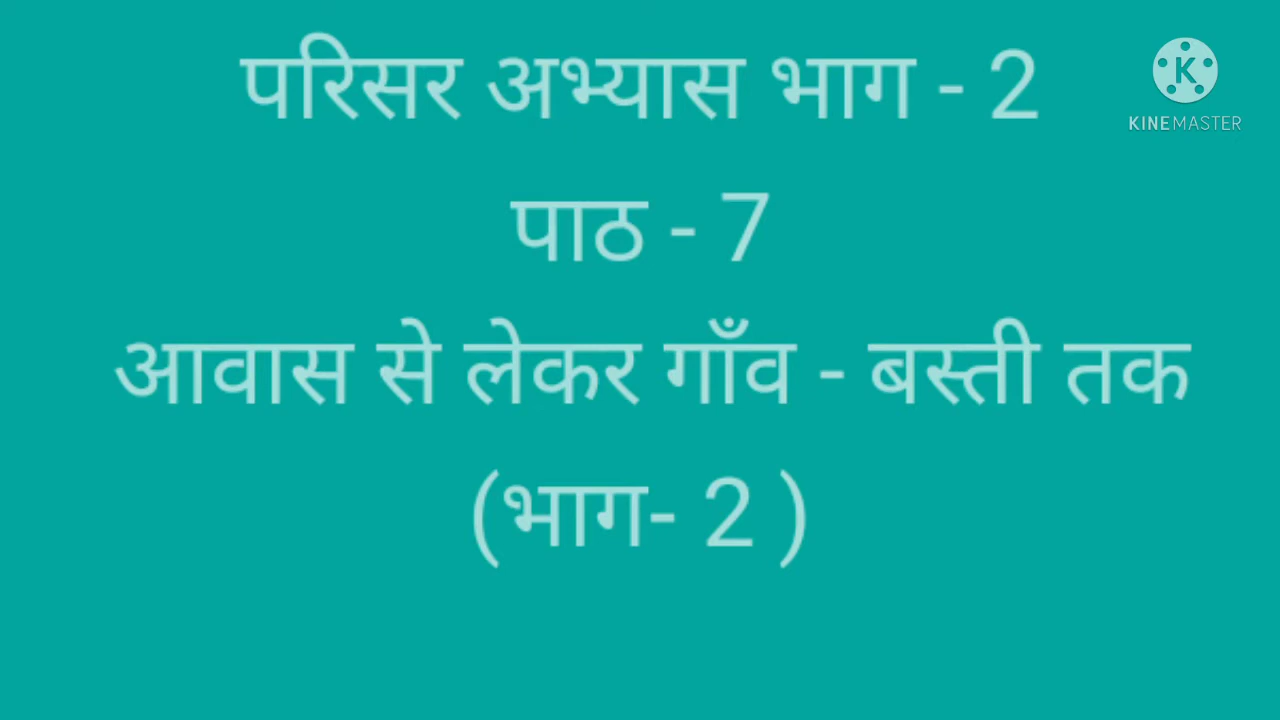 परिसर अभ्यास भाग - 2
KINEMASTER
पाठ - 7
आवास से लेकर गाँव - बस्ती तक
(भाग- 2 )